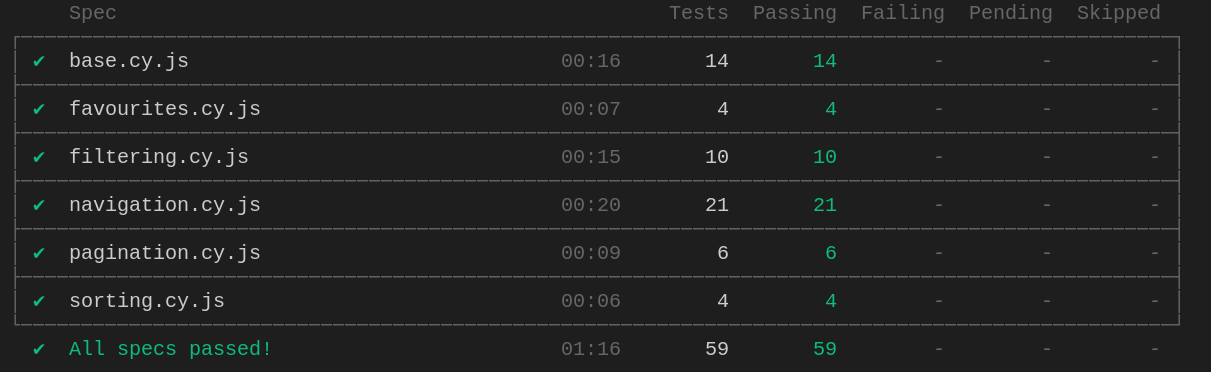 Spec Tests Passing Failing Pending Skipped
✔ base.cy.js 00:16 14 14 - - -
✔ favourites.cy.js 00:07 4 4 - - -
✔ filtering.cy.js 00:15 10 10 - - -
✔ navigation.cy.js 00:20 21 21 - - -
✔ pagination.cy.js 00:09 6 6 - - -
✔ sorting.cy.js 00:06 4 4 - - -
✔ All specs passed! 01:16 59 59 - - -